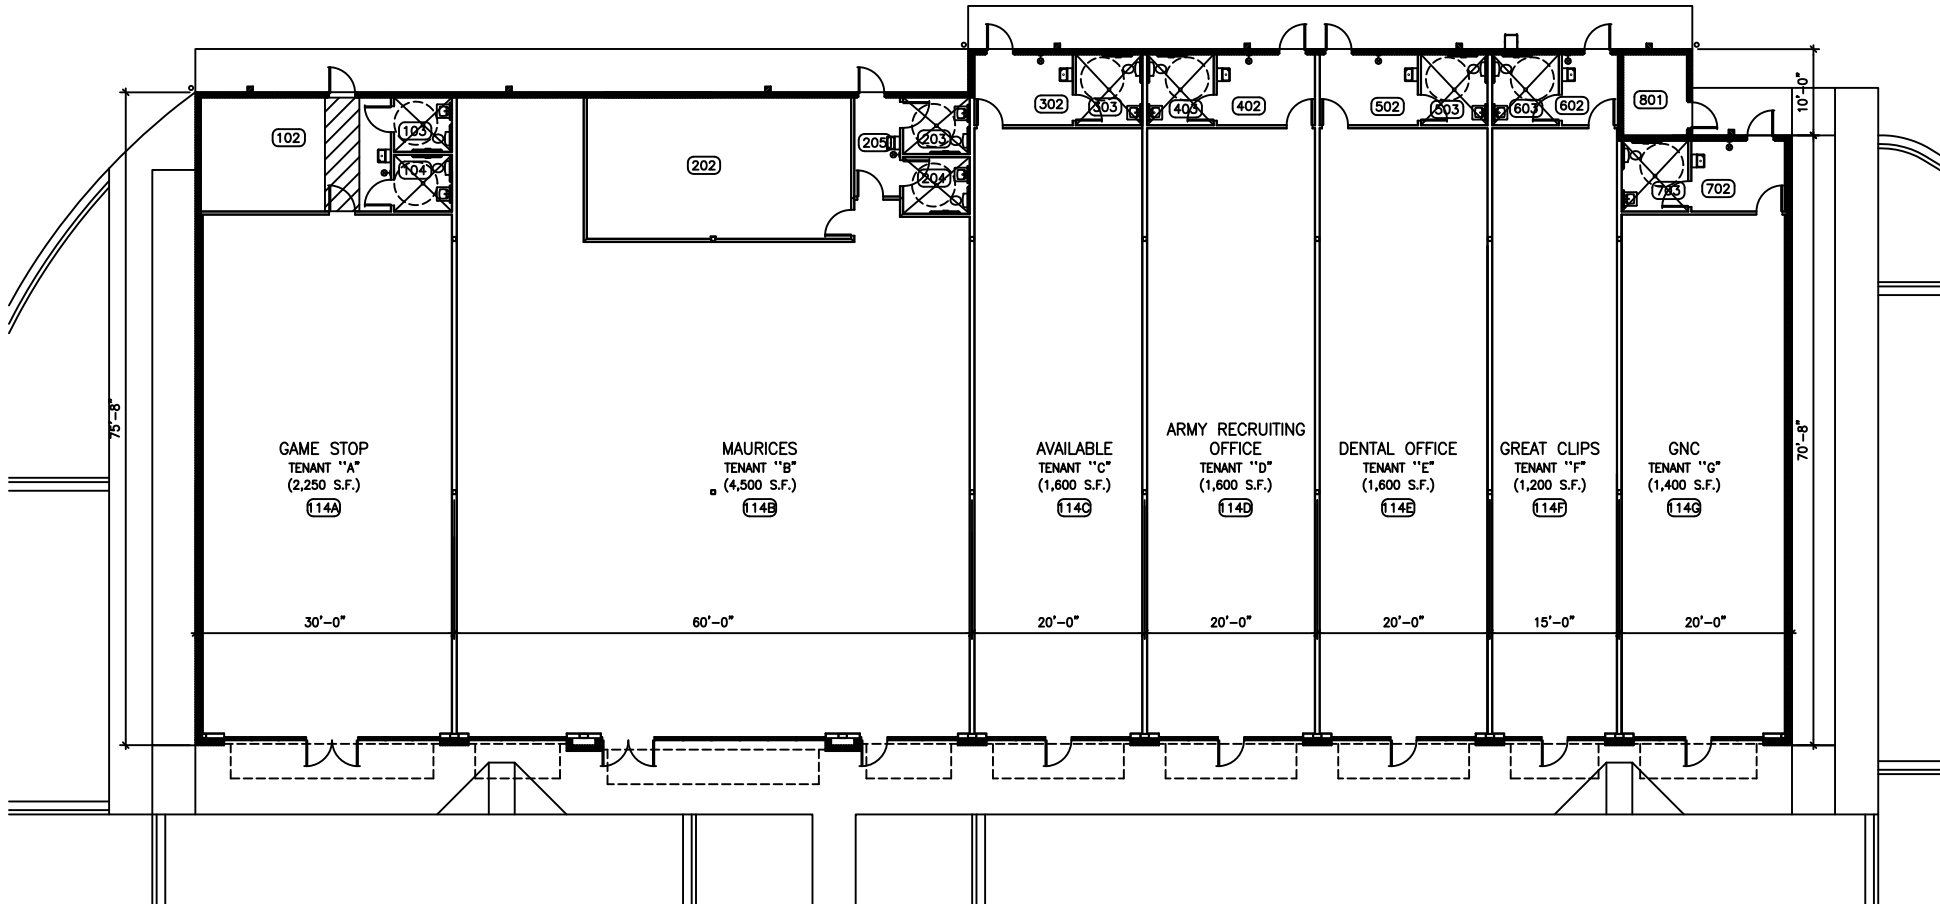 10'-0"
302
303
403
402
502
503
603
602
801
102
103
104
202
205
203
204
703
702
75'-8"
70'-8"
GAME STOP
TENANT "A"
(2,250 S.F.)
114A
MAURICES
TENANT "B"
(4,500 S.F.)
114B
AVAILABLE
TENANT "C"
(1,600 S.F.)
114C
ARMY RECRUITING
OFFICE
TENANT "D"
(1,600 S.F.)
114D
DENTAL OFFICE
TENANT "E"
(1,600 S.F.)
114E
GREAT CLIPS
TENANT "F"
(1,200 S.F.)
114F
GNC
TENANT "G"
(1,400 S.F.)
114G
30'-0"
60'-0"
20'-0"
20'-0"
20'-0"
15'-0"
20'-0"